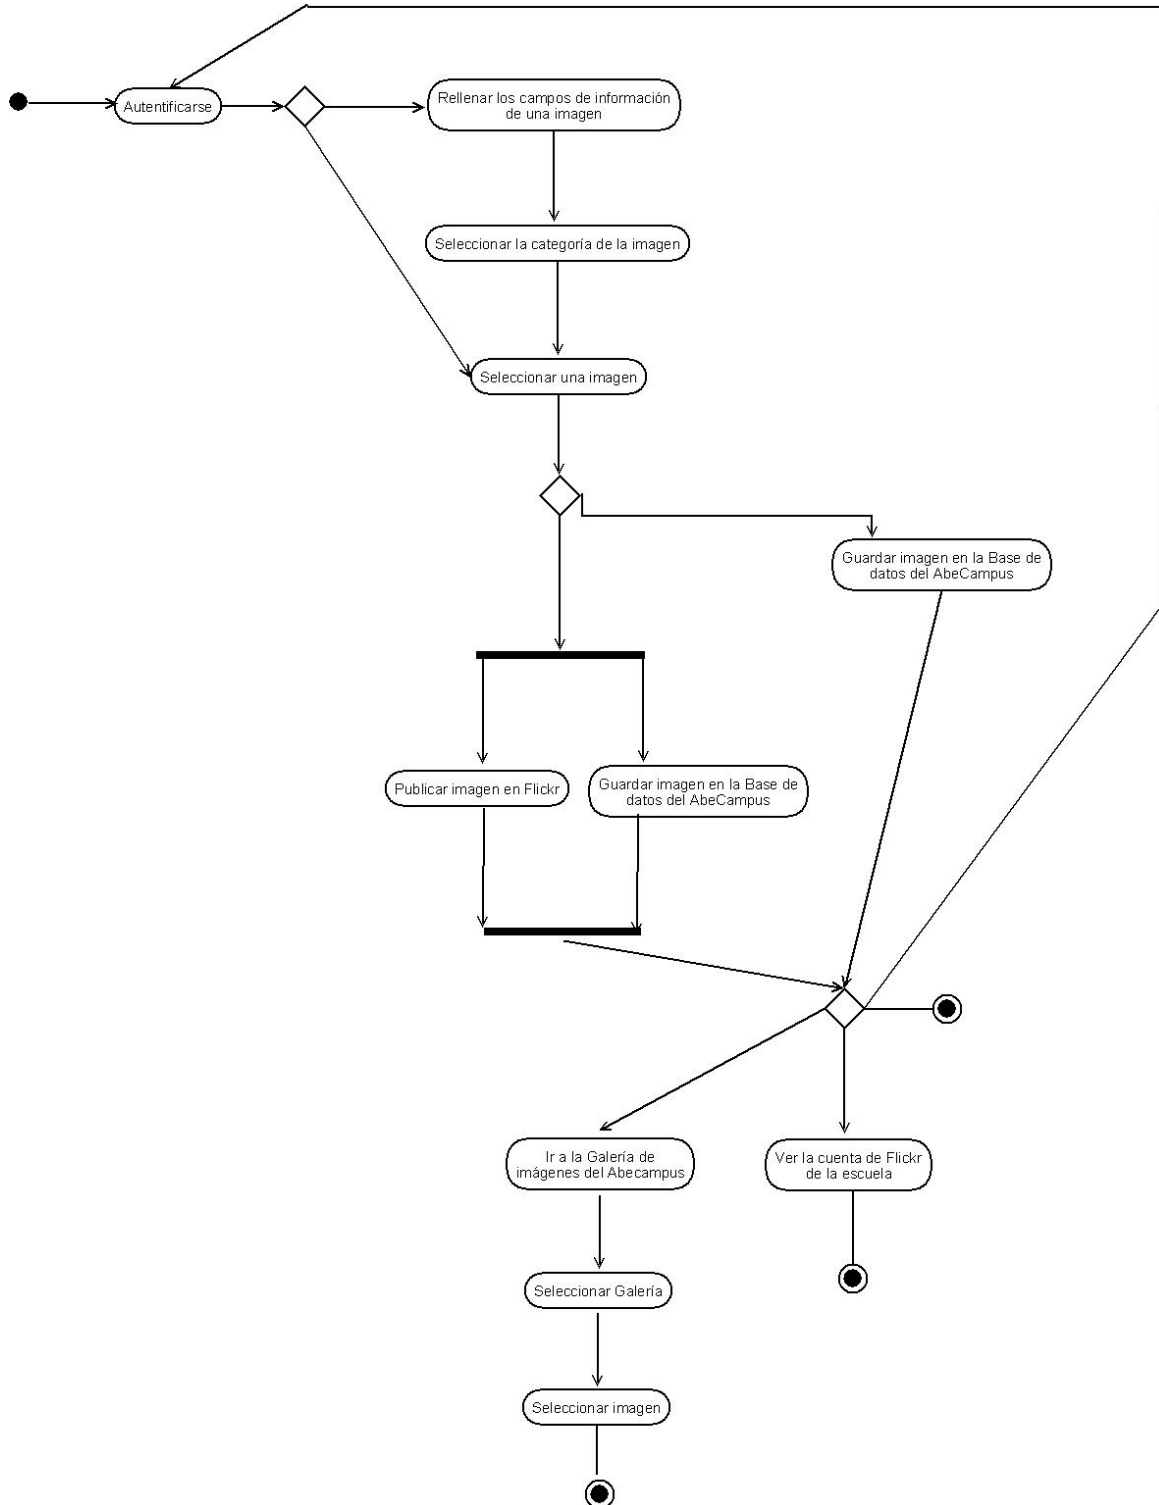 Autentificarse
Rellenar los campos de información
de una imagen
Seleccionar la categoría de la imagen
Seleccionar una imagen
Guardar imagen en la Base de
datos del AbeCampus
Publicar imagen en Flickr
Guardar imagen en la Base de
datos del AbeCampus
Ir a la Galería de
imágenes del Abecampus
Ver la cuenta de Flickr
de la escuela
Seleccionar Galería
Seleccionar imagen